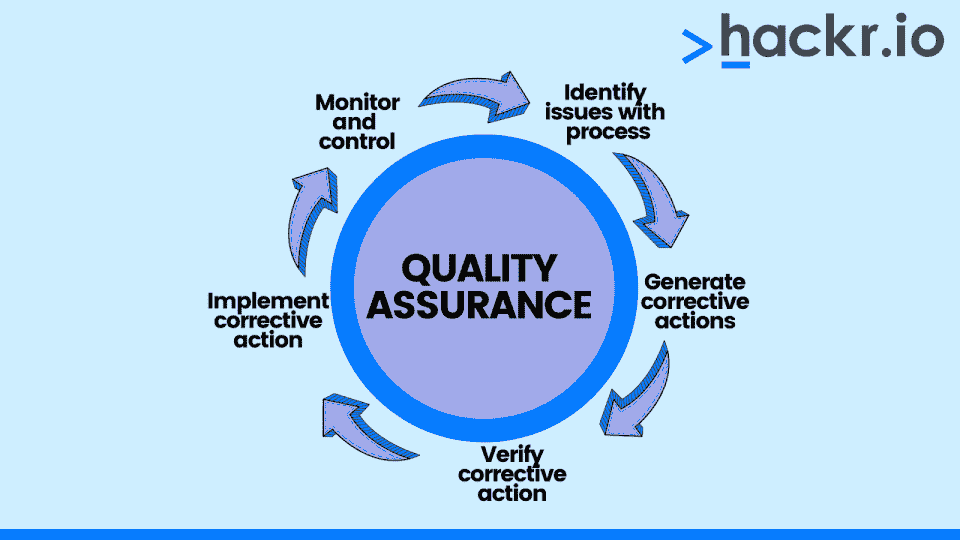 hackr.io
Monitor
and
control
Identify
issues with
process
Generate
corrective
actions
Verify
corrective
action
Implement
corrective
action
QUALITY
ASSURANCE